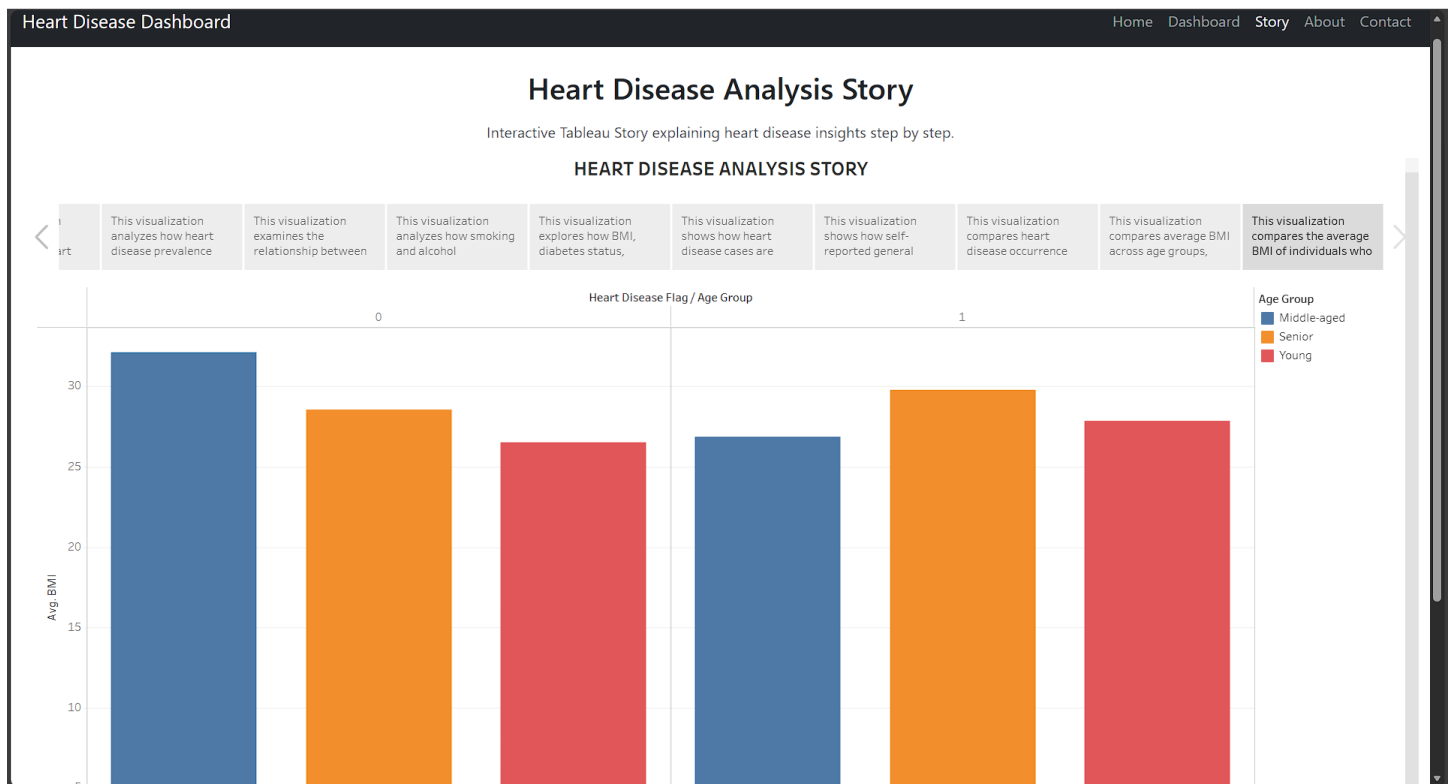 Heart Disease Dashboard
Home Dashboard Story About Contact
Heart Disease Analysis Story
Interactive Tableau Story explaining heart disease insights step by step.
HEART DISEASE ANALYSIS STORY
art
This visualization
analyzes how heart
disease prevalence
This visualization
examines the
relationship between
This visualization
analyzes how smoking
and alcohol
This visualization
explores how BMI,
diabetes status,
This visualization
shows how heart
disease cases are
This visualization
shows how self-
reported general
This visualization
compares heart
disease occurrence
This visualization
compares average BMI
across age groups,
This visualization
compares the average
BMI of individuals who
Heart Disease Flag / Age Group
0
1
Age Group
Middle-aged
Senior
Young
30
25
20
15
10
Avg. BMI